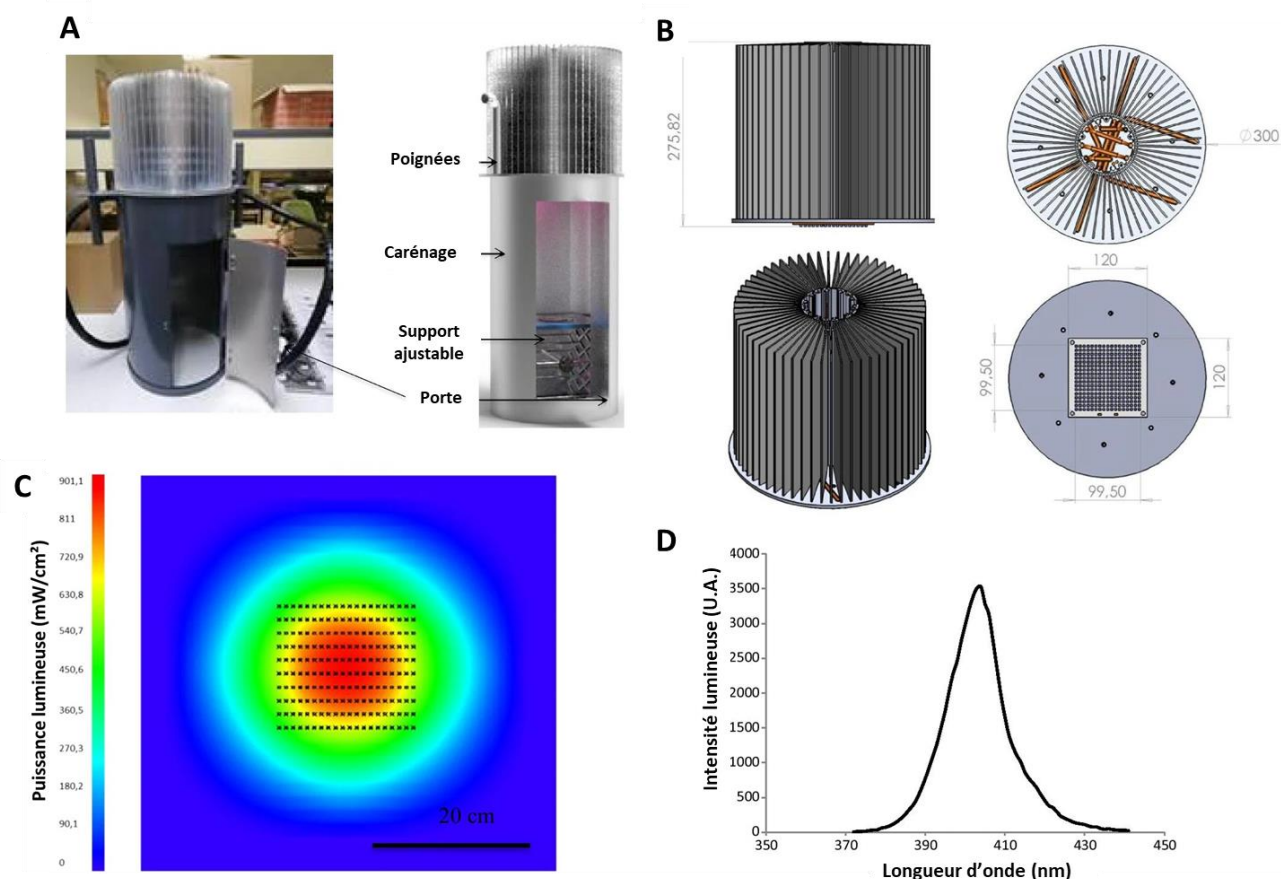 A
Poignées
Carénage
Support
ajustable
Porte
B
275,82
Ø300
120
99,50
120
99,50
C
Puissance lumineuse (mW/cm²)
901,1
811
720,9
630,8
540,7
450,6
360,5
270,3
180,2
90,1
0
20 cm
D
Intensité lumineuse (U.A.)
4000
3500
3000
2500
2000
1500
1000
500
0
350 370 390 410 430 450
Longueur d’onde (nm)